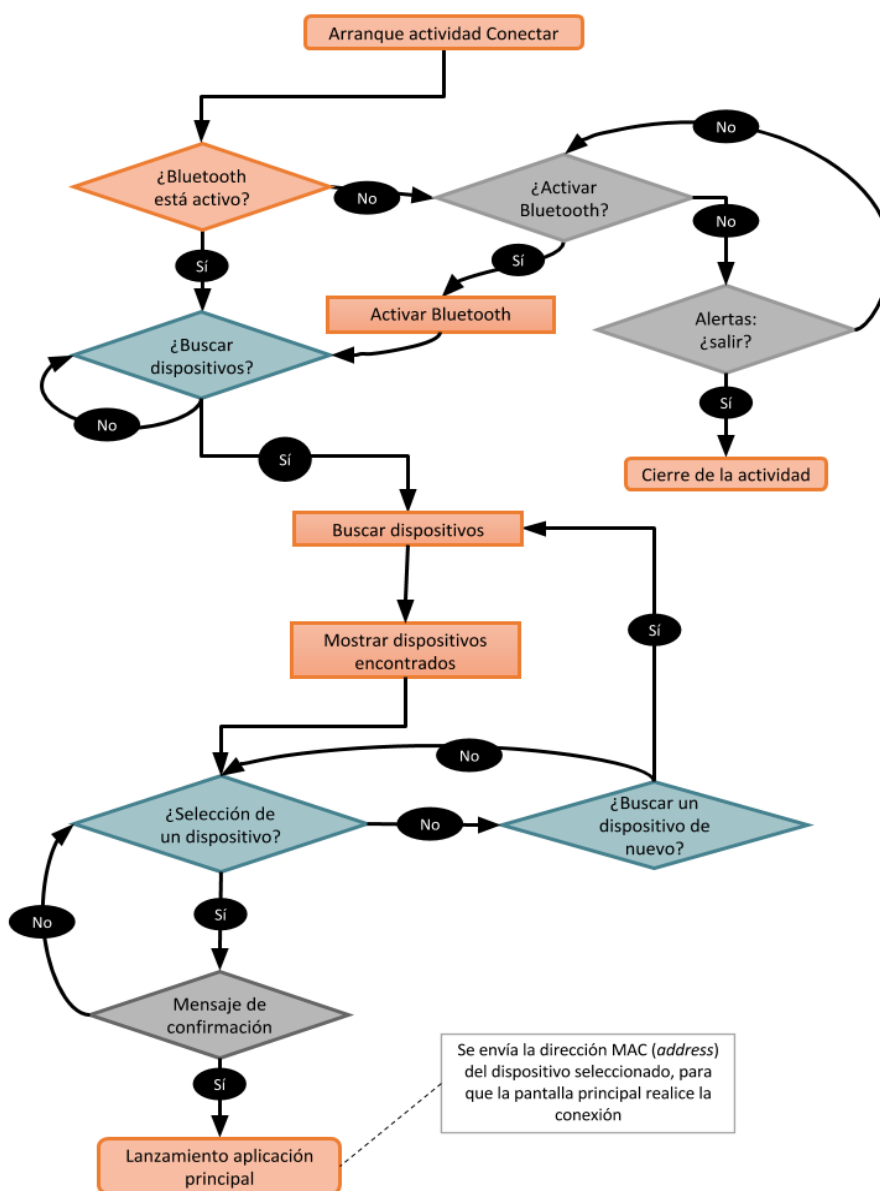 Arranque actividad Conectar
No
¿Bluetooth
está activo?
No
¿Activar
Bluetooth?
No
Sí
Sí
Activar Bluetooth
Alertas:
¿salir?
¿Buscar
dispositivos?
No
Sí
Sí
Cierre de la actividad
Buscar dispositivos
Sí
Mostrar dispositivos
encontrados
No
¿Selección de
un dispositivo?
No
¿Buscar un
dispositivo de
nuevo?
No
Sí
Mensaje de
confirmación
Sí
Se envía la dirección MAC (address)
del dispositivo seleccionado, para
que la pantalla principal realice la
conexión
Lanzamiento aplicación
principal